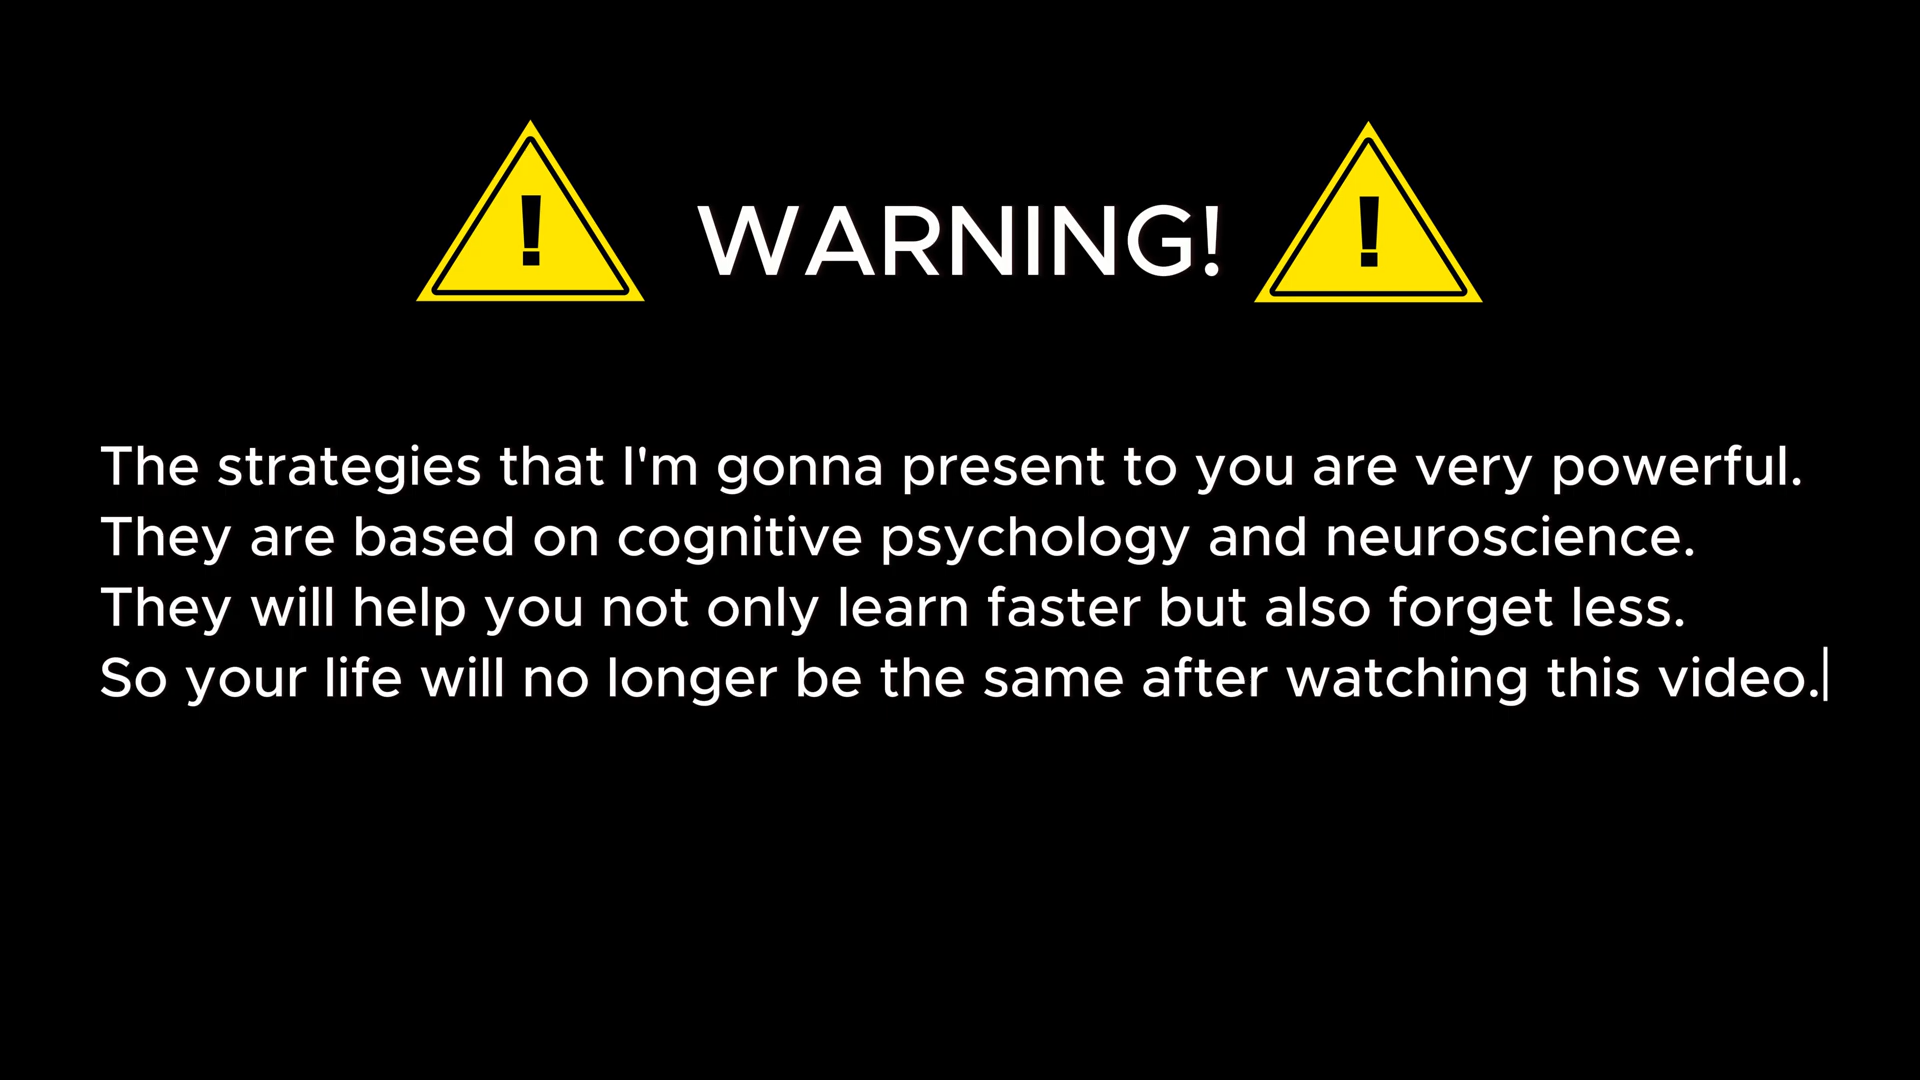 WARNING!
The strategies that I'm gonna present to you are very powerful.
They are based on cognitive psychology and neuroscience.
They will help you not only learn faster but also forget less.
So your life will no longer be the same after watching this video.